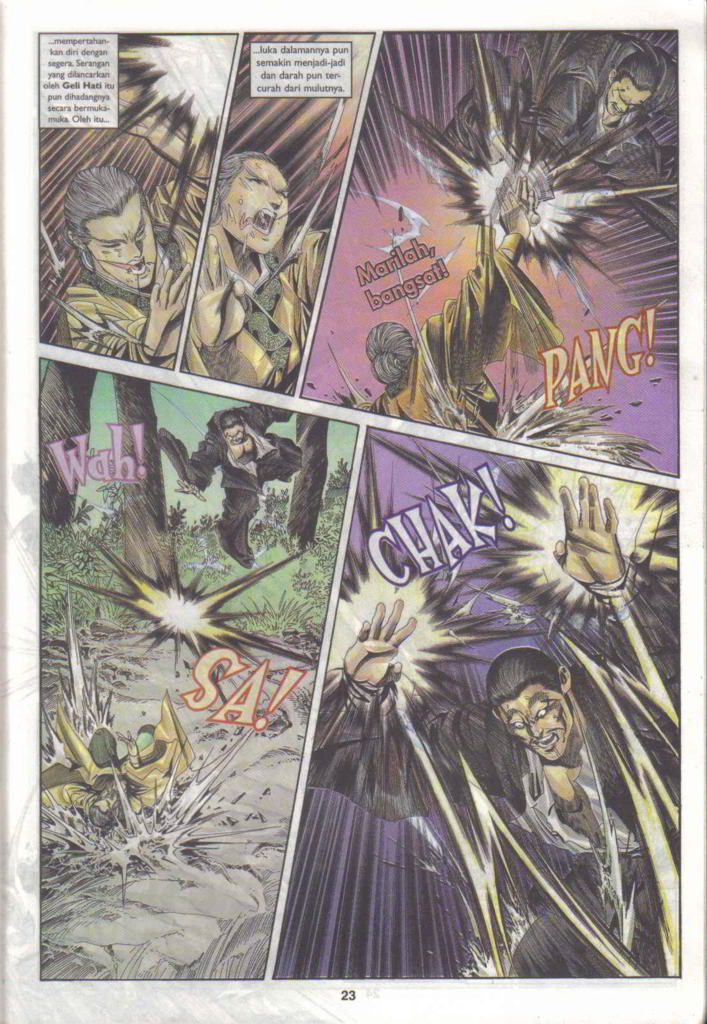 ...mempertahan-
kan diri dengan
segera. Serangan
yang dilancarkan
oleh Geli Hati itu
pun dihadangnya
secara bermuka-
muka. Oleh itu...
...luka dalamannya pun
semakin menjadi-jadi
dan darah pun ter-
curah dari mulutnya.
Marilah,
bangsat!
PANG!
Wah!
SA!
CHAK!
23